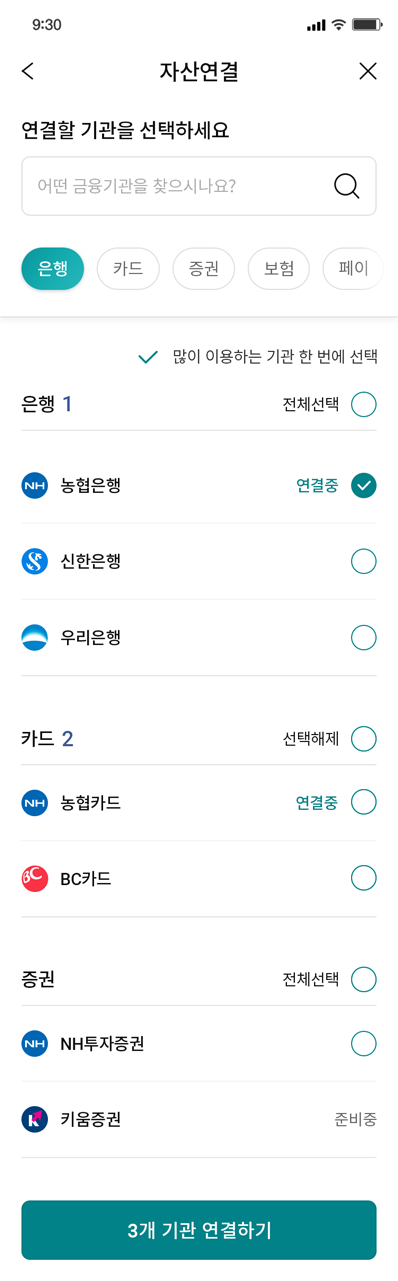 9:30
자산연결
연결할 기관을 선택하세요
어떤 금융기관을 찾으시나요?
은행 카드 증권 보험 페이
많이 이용하는 기관 한 번에 선택
은행 1 전체선택
NH 농협은행 연결중
신한은행
우리은행
카드 2 선택해제
NH 농협카드 연결중
BC BC카드
증권 전체선택
NH NH투자증권
K 키움증권 준비중
3개 기관 연결하기